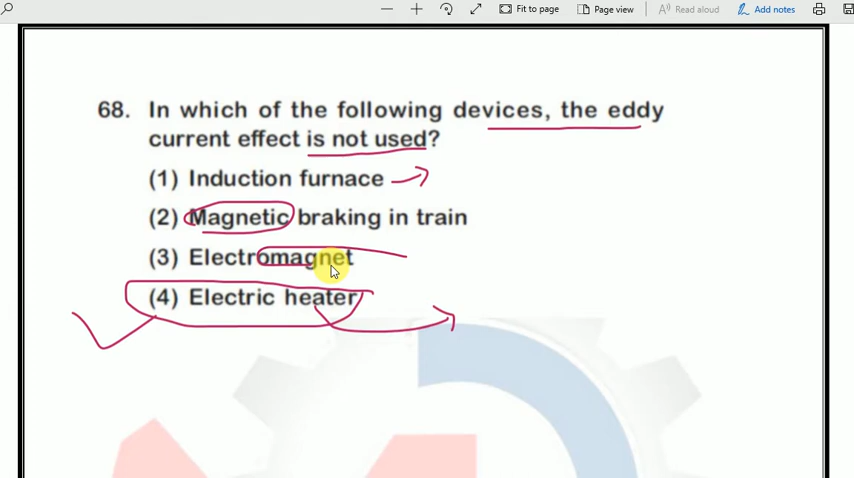 Fit to page
Page view
Read aloud
Add notes
68. In which of the following devices, the eddy
current effect is not used?
(1) Induction furnace
(2) Magnetic braking in train
(3) Electromagnet
(4) Electric heater